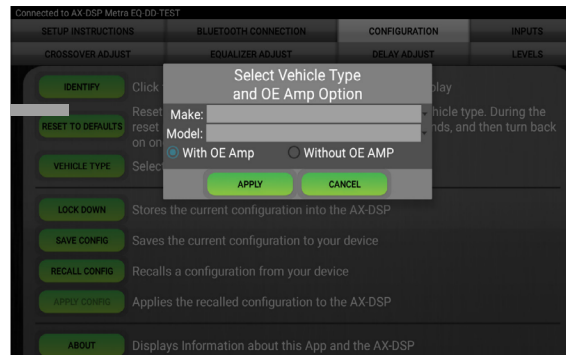 Connected to AX-DSP Metra EQ-DD-TEST
SETUP INSTRUCTIONS BLUETOOTH CONNECTION CONFIGURATION INPUTS
CROSSOVER ADJUST EQUALIZER ADJUST DELAY ADJUST LEVELS
Select Vehicle Type
and OE Amp Option
Make:
Model:
With OE Amp Without OE AMP
APPLY CANCEL
IDENTIFY Click play
RESET TO DEFAULTS Reset hicle type. During the
reset nds, and then turn back
on on
VEHICLE TYPE Select
LOCK DOWN Stores the current configuration into the AX-DSP
SAVE CONFIG Saves the current configuration to your device
RECALL CONFIG Recalls a configuration from your device
APPLY CONFIG Applies the recalled configuration to the AX-DSP
ABOUT Displays Information about this App and the AX-DSP